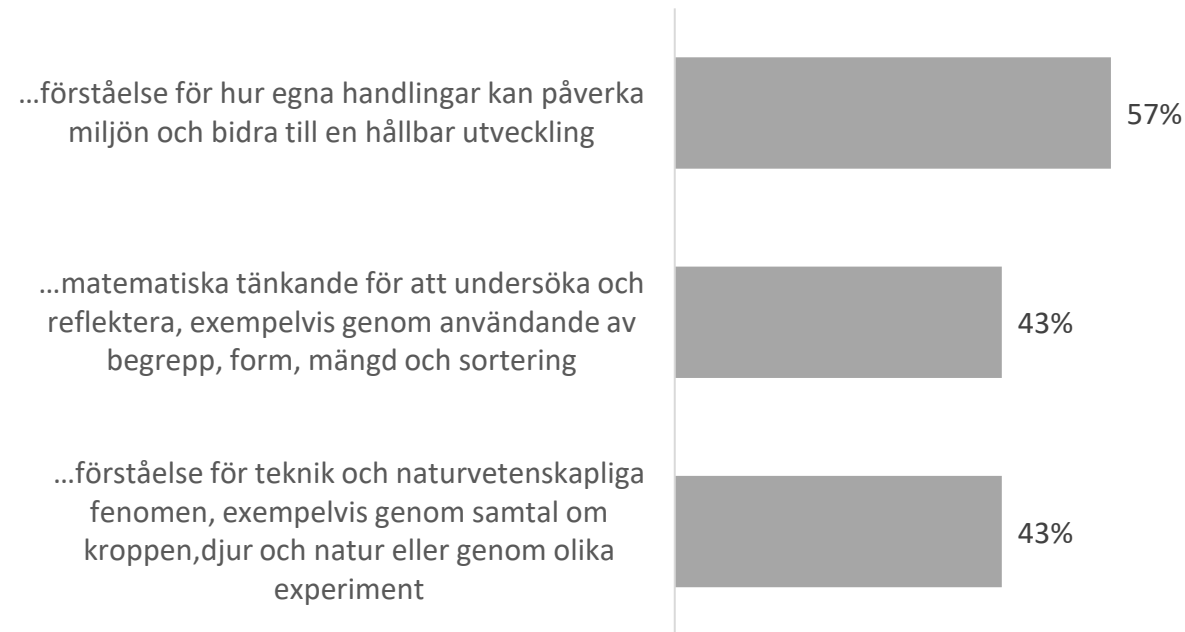 ...förståelse för hur egna handlingar kan påverka
miljön och bidra till en hållbar utveckling
57%
...matematiska tänkande för att undersöka och
reflektera, exempelvis genom användande av
begrepp, form, mängd och sortering
43%
...förståelse för teknik och naturvetenskapliga
fenomen, exempelvis genom samtal om
kroppen,djur och natur eller genom olika
experiment
43%